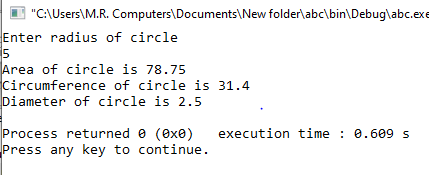 "C:\Users\M.R. Computers\Documents\New folder\abc\bin\Debug\abc.exe
Enter radius of circle
5
Area of circle is 78.75
Circumference of circle is 31.4
Diameter of circle is 2.5
Process returned 0 (0x0)   execution time : 0.609 s
Press any key to continue.